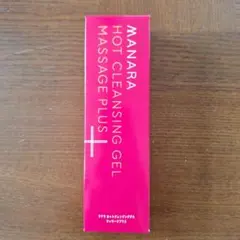 MANARA
HOT CLEANSING GEL
MASSAGE PLUS
マナラ ホットクレンジングゲル
マッサージプラス